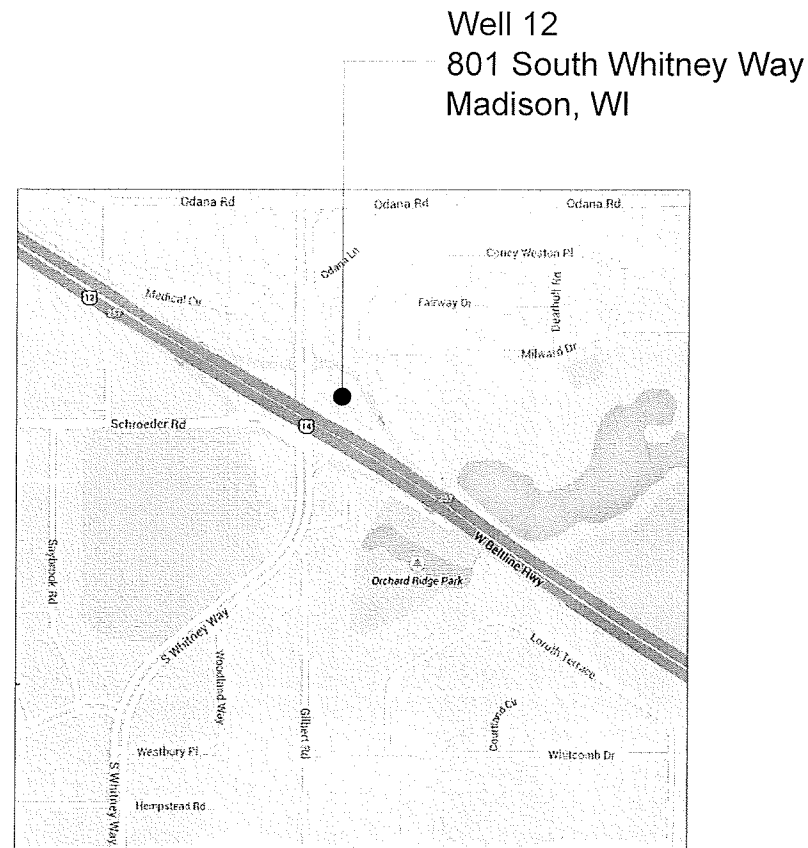 Well 12
801 South Whitney Way
Madison, WI
Odana Rd
Odana Rd
Odana Rd
Odana Ln
Coney Weston Pl
Medical Cir
Fairway Dr
12
Milward Dr
Schroeder Rd
14
W Beltline Hwy
Orchard Ridge Park
S Whitney Way
Loruth Terrace
Woodland Way
Gilbert Rd
Courtland Cir
Westbury Pl
Whitcomb Dr
S Whitney Way
Hempstead Rd